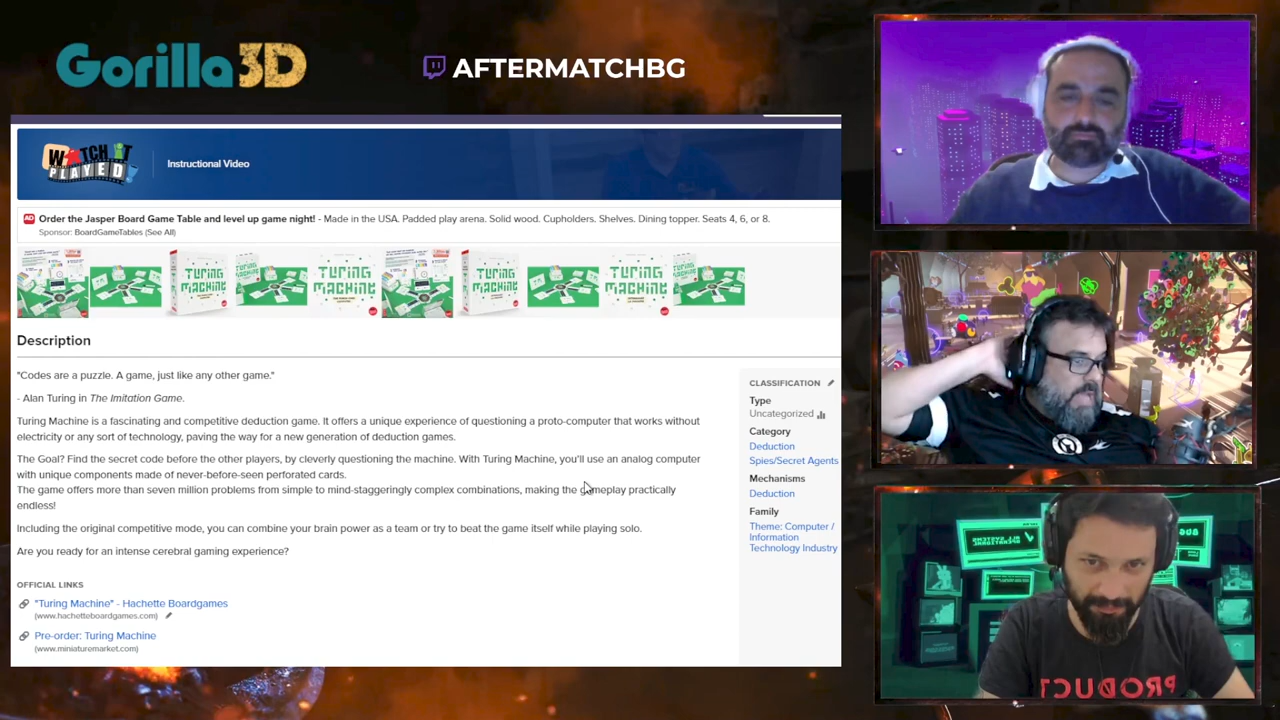 Gorilla3D
AFTERMATCHBG
WATCH IT
PLAYED
Instructional Video
AD Order the Jasper Board Game Table and level up game night! - Made in the USA. Padded play arena. Solid wood. Cupholders. Shelves. Dining topper. Seats 4, 6, or 8.
Sponsor: BoardGameTables (See All)
TURING MACHINE
TURING MACHINE
TURING MACHINE
TURING MACHINE
Description
"Codes are a puzzle. A game, just like any other game."
- Alan Turing in The Imitation Game.
Turing Machine is a fascinating and competitive deduction game. It offers a unique experience of questioning a proto-computer that works without
electricity or any sort of technology, paving the way for a new generation of deduction games.
The Goal? Find the secret code before the other players, by cleverly questioning the machine. With Turing Machine, you'll use an analog computer
with unique components made of never-before-seen perforated cards.
The game offers more than seven million problems from simple to mind-staggeringly complex combinations, making the gameplay practically
endless!
Including the original competitive mode, you can combine your brain power as a team or try to beat the game itself while playing solo.
Are you ready for an intense cerebral gaming experience?
OFFICIAL LINKS
"Turing Machine" - Hachette Boardgames
(www.hachetteboardgames.com)
Pre-order: Turing Machine
(www.miniaturemarket.com)
CLASSIFICATION
Type
Uncategorized
Category
Deduction
Spies/Secret Agents
Mechanisms
Deduction
Family
Theme: Computer /
Information
Technology Industry
PRODUCT